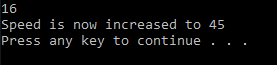 16
Speed is now increased to 45
Press any key to continue . . .